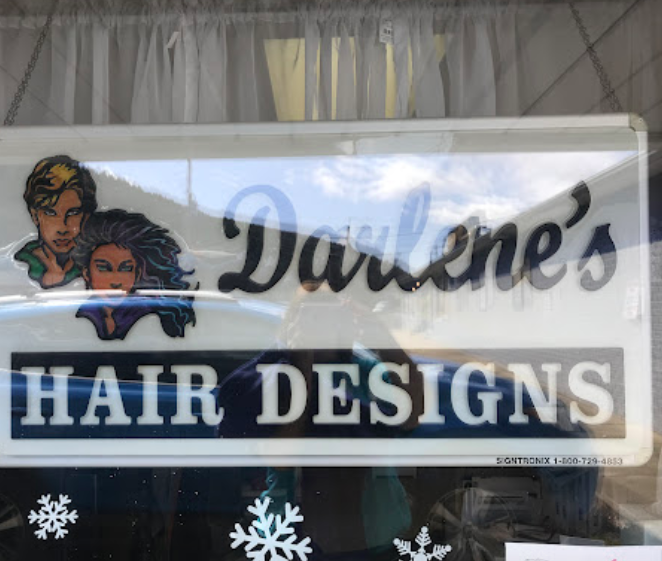 Darlene's
HAIR DESIGNS
SIGNTRONIX 1-800-729-4853